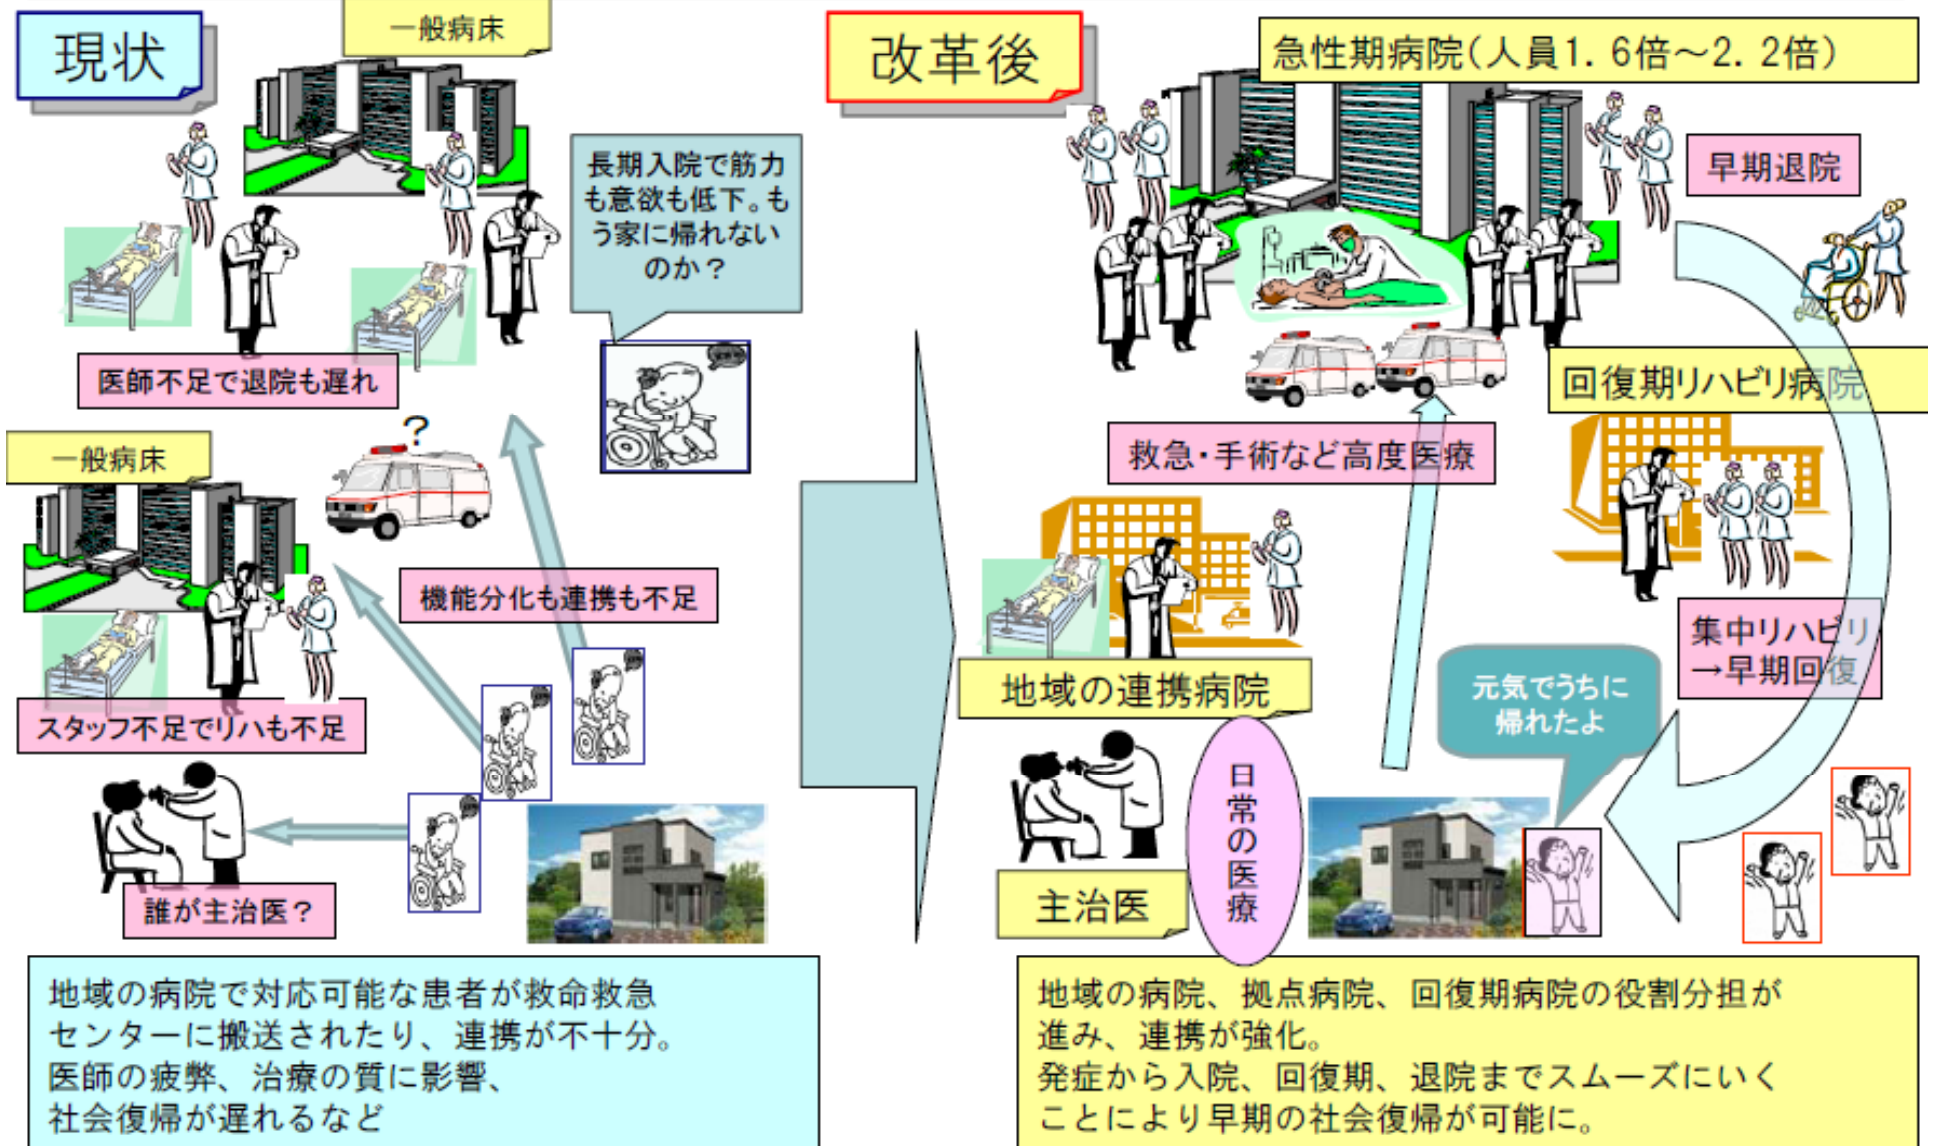 現状
一般病床
長期入院で筋力
も意欲も低下。も
う家に帰れない
のか？
医師不足で退院も遅れ
一般病床
?
機能分化も連携も不足
スタッフ不足でリハも不足
誰が主治医？
地域の病院で対応可能な患者が救命救急
センターに搬送されたり、連携が不十分。
医師の疲弊、治療の質に影響、
社会復帰が遅れるなど
改革後
急性期病院(人員1.6倍～2.2倍)
早期退院
回復期リハビリ病院
救急・手術など高度医療
集中リハビリ
→早期回復
地域の連携病院
元気でうちに
帰れたよ
日常の医療
主治医
地域の病院、拠点病院、回復期病院の役割分担が
進み、連携が強化。
発症から入院、回復期、退院までスムーズにいく
ことにより早期の社会復帰が可能に。